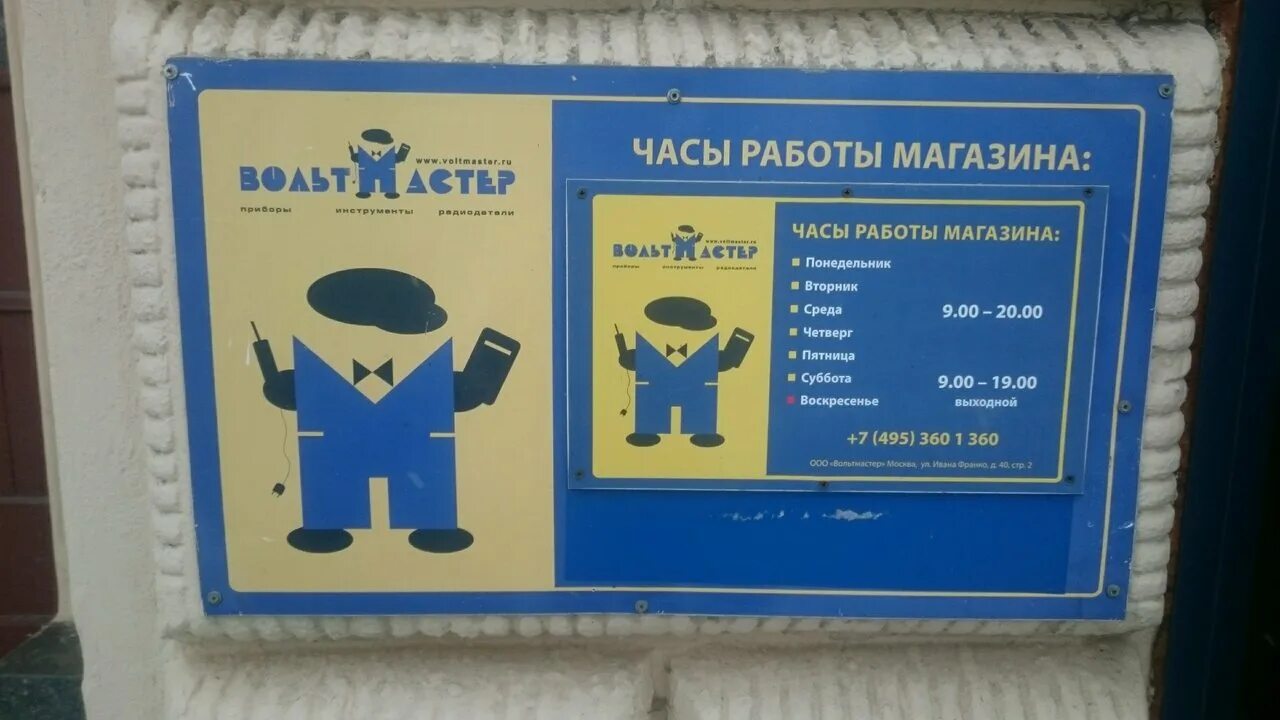 www.voltmaster.ru
ВОЛЬТМАСТЕР
приборы инструменты радиодетали
ЧАСЫ РАБОТЫ МАГАЗИНА:
www.voltmaster.ru
ВОЛЬТМАСТЕР
приборы инструменты радиодетали
ЧАСЫ РАБОТЫ МАГАЗИНА:
Понедельник
Вторник
Среда 9.00 – 20.00
Четверг
Пятница
Суббота 9.00 – 19.00
Воскресенье выходной
+7 (495) 360 1 360
ООО «Вольтмастер» Москва, ул. Ивана Франко, д. 40, стр. 2